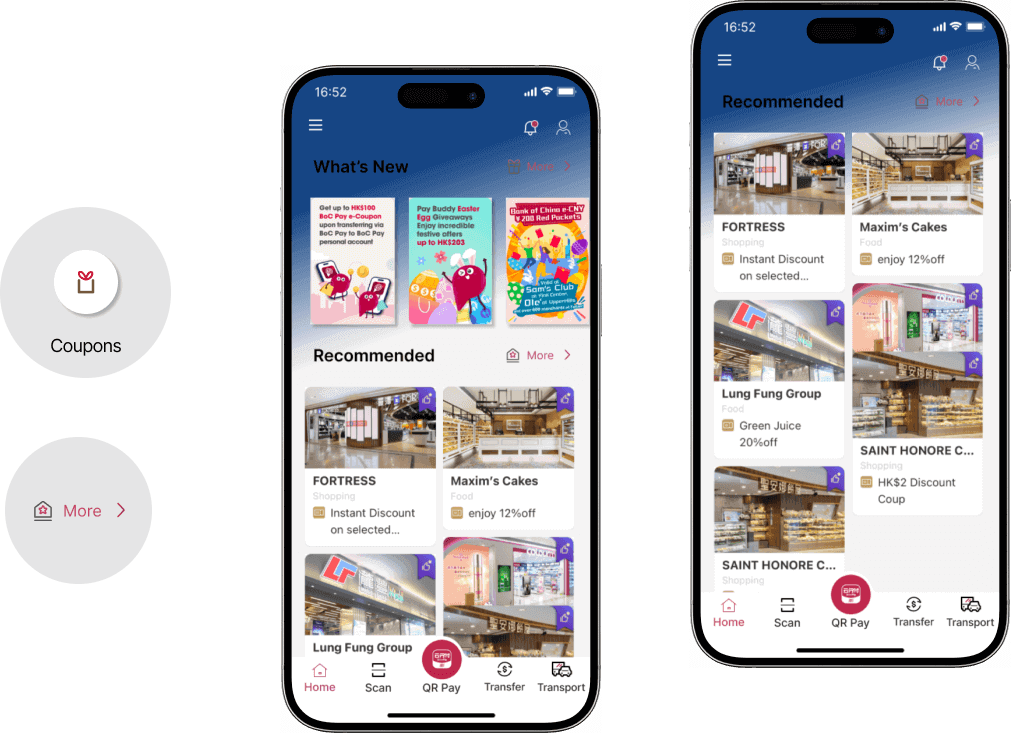 Coupons
More
16:52
What's New
More
Get up to HK$100
BoC Pay e-Coupon
upon transferring via
BoC Pay to BoC Pay
personal account
Pay Buddy Easter
Egg Giveaways
Enjoy incredible
festive offers
up to HK$203
Bank of China e-CNY
¥200 Red Packets
Valid at
Sam's Club
Ole'
Recommended
More
FORTRESS
Shopping
Instant Discount
on selected...
Maxim's Cakes
Food
enjoy 12%off
Lung Fung Group
Home
Scan
QR Pay
Transfer
Transport
16:52
Recommended
More
FORTRESS
Shopping
Instant Discount
on selected...
Maxim's Cakes
Food
enjoy 12%off
Lung Fung Group
Food
Green Juice
20%off
SAINT HONORE C...
Shopping
HK$2 Discount
Coup
SAINT HONORE C...
Shopping
Home
Scan
QR Pay
Transfer
Transport